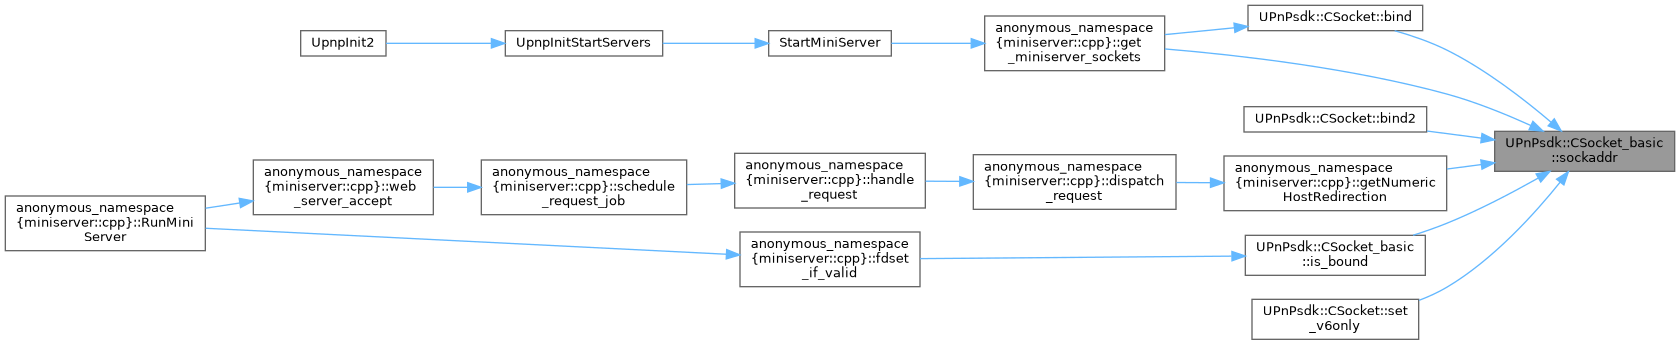 UPnPsdk::CSocket::bind
anonymous_namespace
{miniserver::cpp}::get
_miniserver_sockets
StartMiniServer
UpnpInitStartServers
UpnpInit2
UPnPsdk::CSocket::bind2
UPnPsdk::CSocket_basic
::sockaddr
anonymous_namespace
{miniserver::cpp}::getNumeric
HostRedirection
anonymous_namespace
{miniserver::cpp}::dispatch
_request
anonymous_namespace
{miniserver::cpp}::handle
_request
anonymous_namespace
{miniserver::cpp}::schedule
_request_job
anonymous_namespace
{miniserver::cpp}::web
_server_accept
anonymous_namespace
{miniserver::cpp}::RunMini
Server
anonymous_namespace
{miniserver::cpp}::fdset
_if_valid
UPnPsdk::CSocket_basic
::is_bound
UPnPsdk::CSocket::set
_v6only